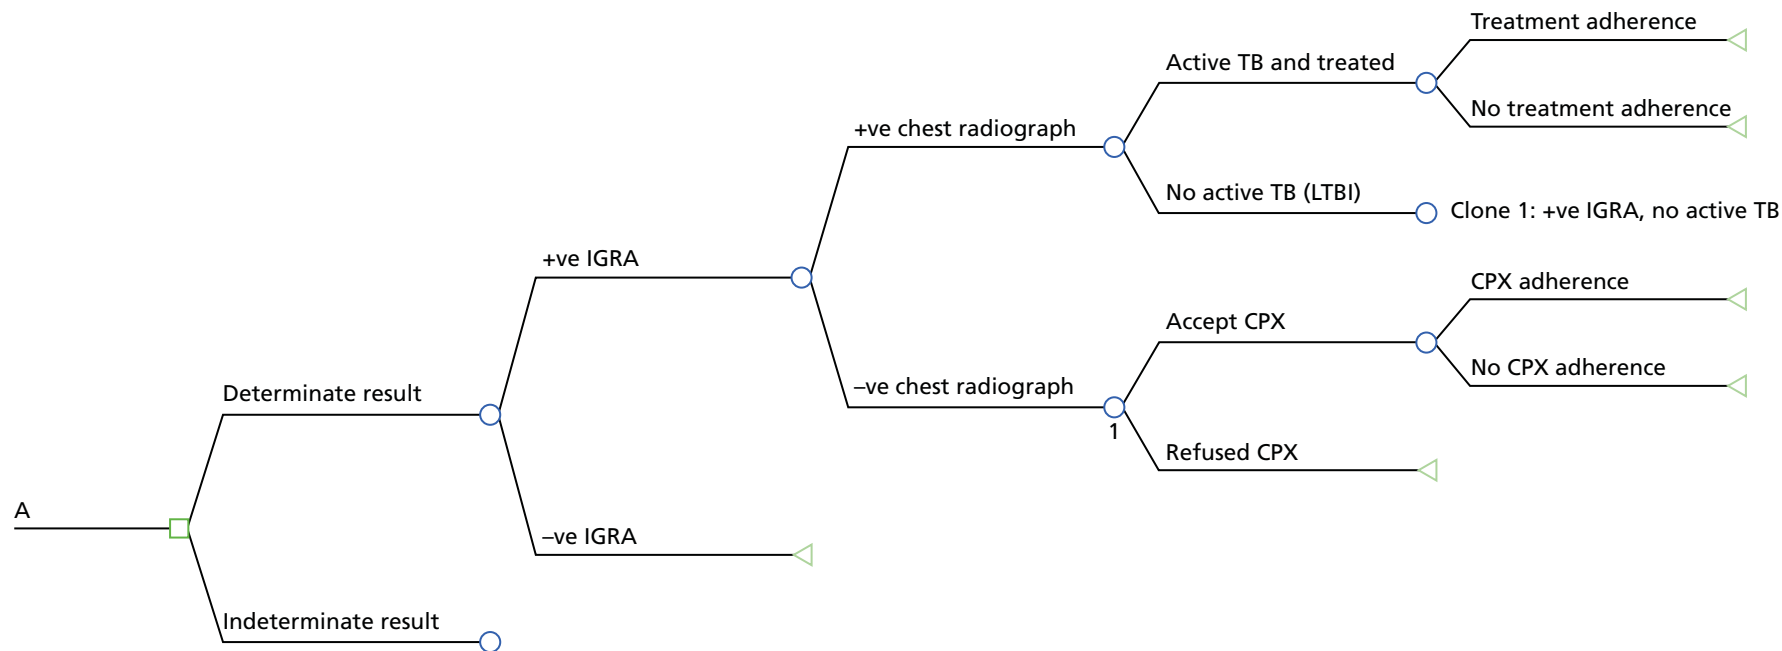 Treatment adherence
Active TB and treated
No treatment adherence
+ve chest radiograph
No active TB (LTBI)
Clone 1: +ve IGRA, no active TB
+ve IGRA
CPX adherence
Accept CPX
No CPX adherence
–ve chest radiograph
Determinate result
1
Refused CPX
A
–ve IGRA
Indeterminate result